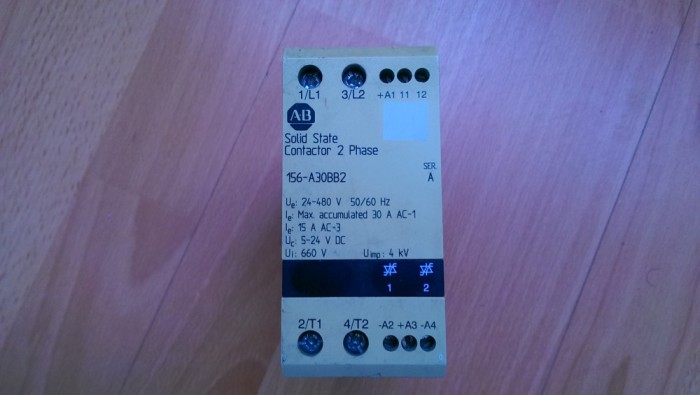 1/L1 3/L2 +A1 11 12
AB
Solid State
Contactor 2 Phase
SER.
156-A30BB2 A
Ue: 24-480 V 50/60 Hz
Ie: Max. accumulated 30 A AC-1
Ie: 15 A AC-3
Uc: 5-24 V DC
Ui: 660 V Uimp: 4 kV
1 2
2/T1 4/T2 -A2 +A3 -A4